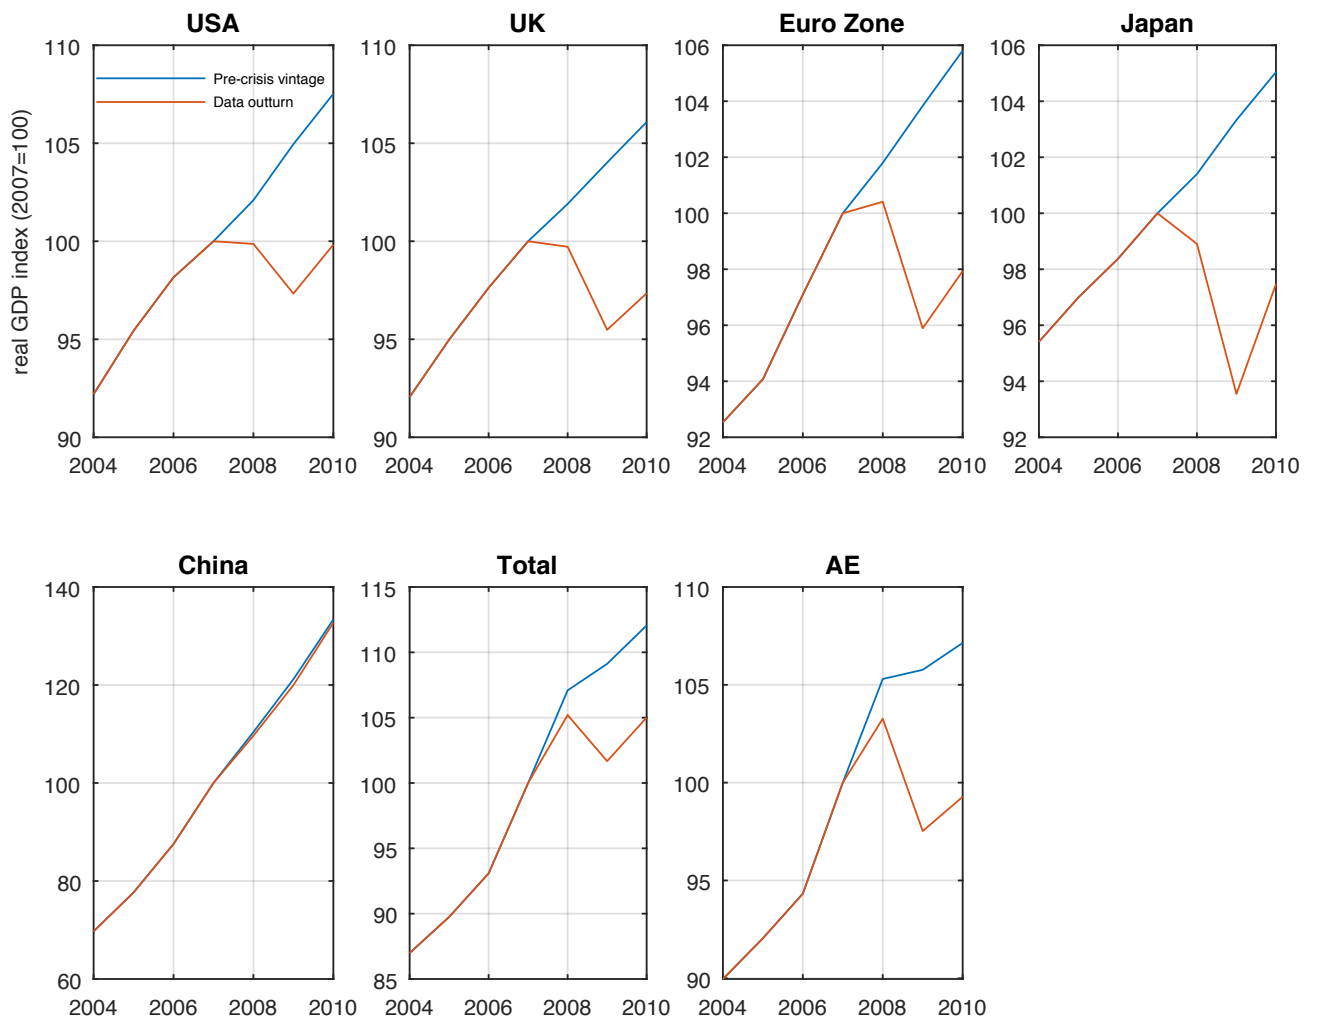 USA
UK
Euro Zone
Japan
real GDP index (2007=100)
110
105
100
95
90
2004 2006 2008 2010
Pre-crisis vintage
Data outturn
110
105
100
95
90
2004 2006 2008 2010
106
104
102
100
98
96
94
92
2004 2006 2008 2010
106
104
102
100
98
96
94
92
2004 2006 2008 2010
China
140
120
100
80
60
2004 2006 2008 2010
Total
115
110
105
100
95
90
85
2004 2006 2008 2010
AE
110
105
100
95
90
2004 2006 2008 2010